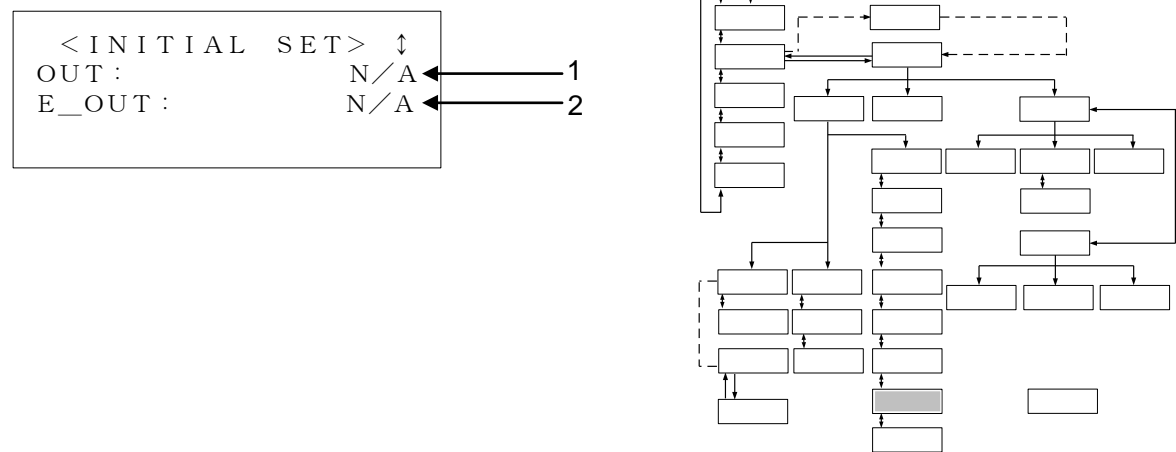 <INITIAL SET> ↕
OUT: N/A 1
E_OUT: N/A 2